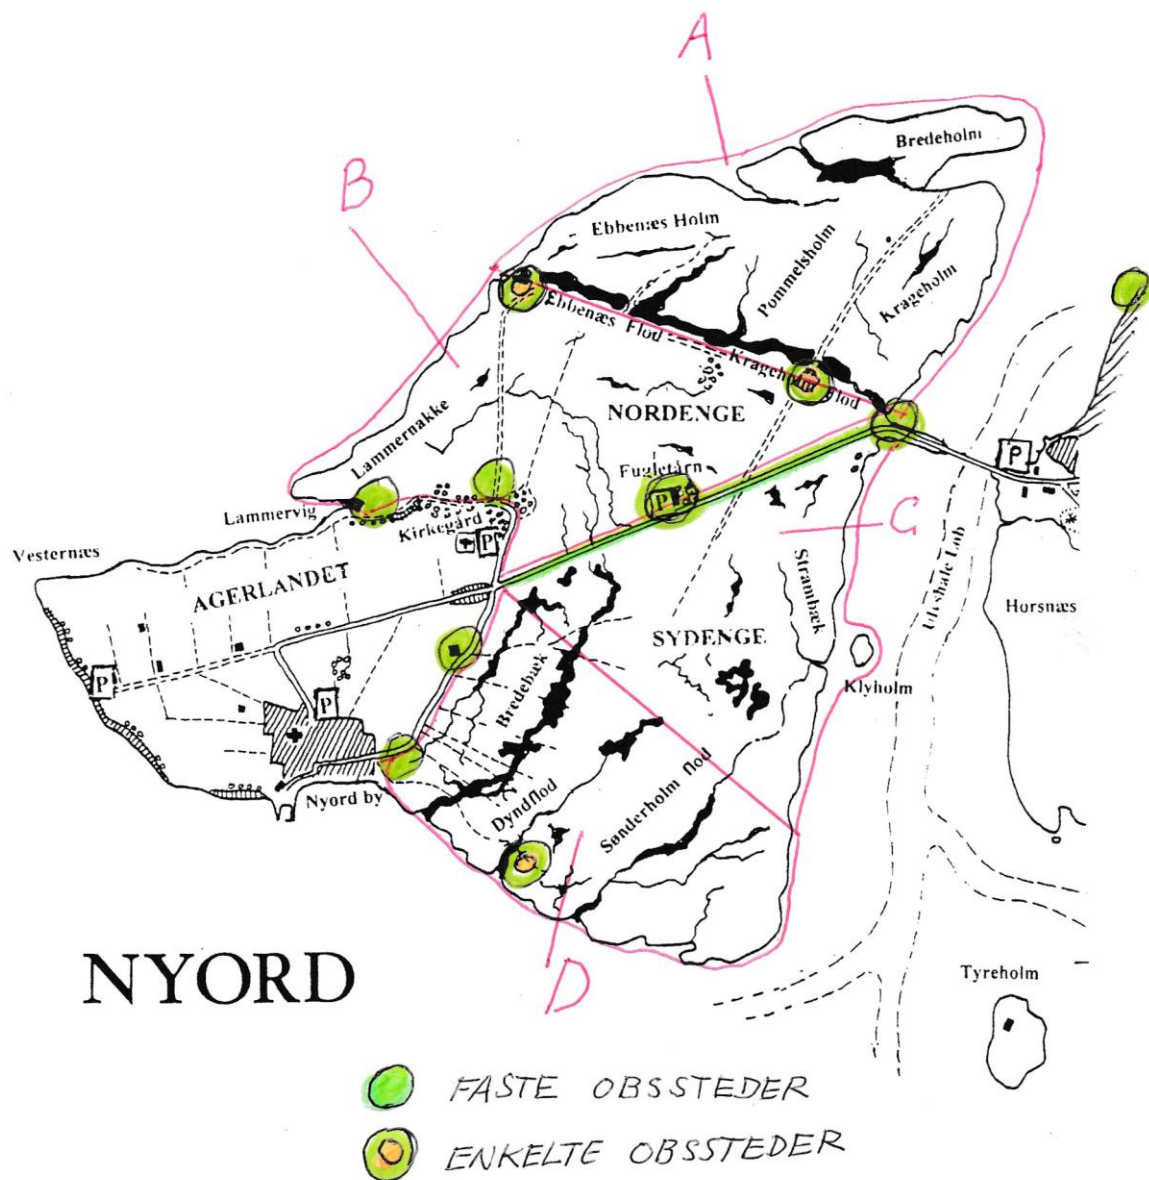 A
Bredeholm
B
Ebbenæs Holm
Pommelsholm
Krageholm
Ebbenæs Flod
Krageholm Flod
NORDENGE
Lammernakke
Fugletårn
P
P
Lammervig
Kirkegård
P
Vesternæs
AGERLANDET
C
Strambæk
Ulvshale Løb
Horsnæs
SYDENGE
Bredebæk
Klyholm
P
P
Nyord by
Dyndflod
Sønderholm flod
NYORD
D
Tyreholm
FASTE OBSSTEDER
ENKELTE OBSSTEDER